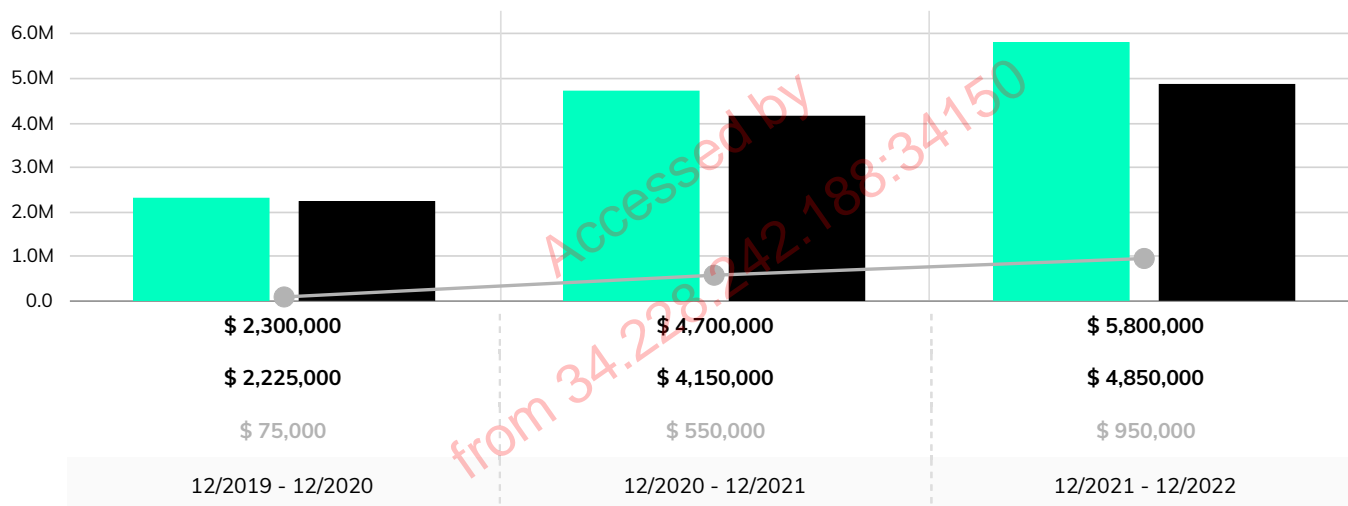 6.0M
5.0M
4.0M
3.0M
2.0M
1.0M
0.0
$ 2,300,000 $ 4,700,000 $ 5,800,000
$ 2,225,000 $ 4,150,000 $ 4,850,000
$ 75,000 $ 550,000 $ 950,000
12/2019 - 12/2020 12/2020 - 12/2021 12/2021 - 12/2022
Accessed by
from 34.228.242.188:34150